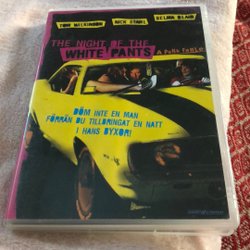 TOM WILKINSON NICK STAHL SELMA BLAIR
THE NIGHT OF THE
WHITE PANTS
A PUNK FABLE
DÖM INTE EN MAN
FÖRRÄN DU TILLBRINGAT EN NATT
I HANS BYXOR!